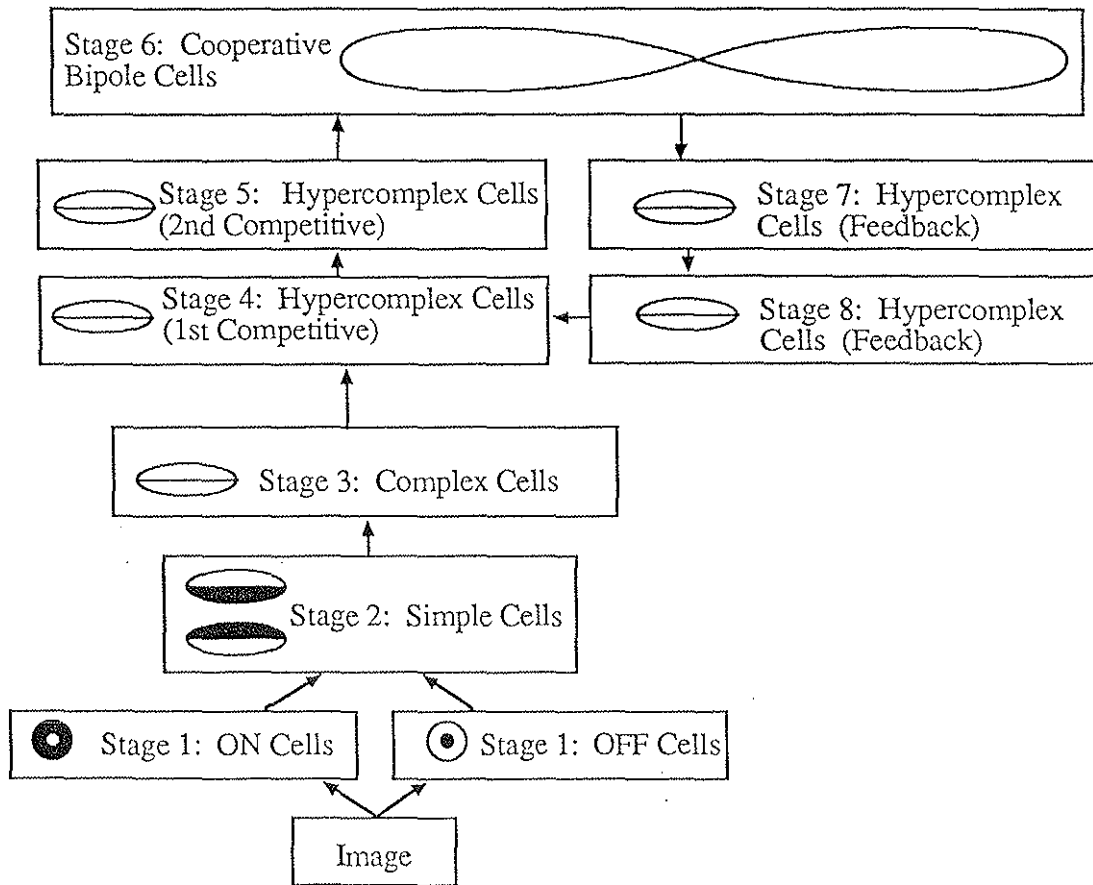 Stage 6: Cooperative
Bipole Cells
Stage 5: Hypercomplex Cells
(2nd Competitive)
Stage 7: Hypercomplex
Cells (Feedback)
Stage 4: Hypercomplex Cells
(1st Competitive)
Stage 8: Hypercomplex
Cells (Feedback)
Stage 3: Complex Cells
Stage 2: Simple Cells
Stage 1: ON Cells
Stage 1: OFF Cells
Image